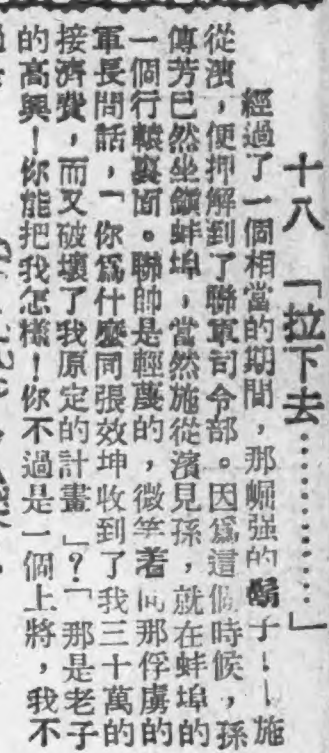 十八　「拉下去…………」
經過了一個相當的期間，那崛强的鬍子——施
從濱，便押解到了聯軍司令部。因爲這個時候，孫
傳芳已然坐鎭蚌埠，當然施從濱見孫，就在蚌埠的
一個行轅裏面。聯帥是輕蔑的，微笑着向那俘虜的
軍長問話，「你爲什麼同張效坤收到了我三十萬的
接濟費，而又破壞了我原定的計畫」？「那是老子
的高興！你能把我怎樣！你不過是一個上將，我不